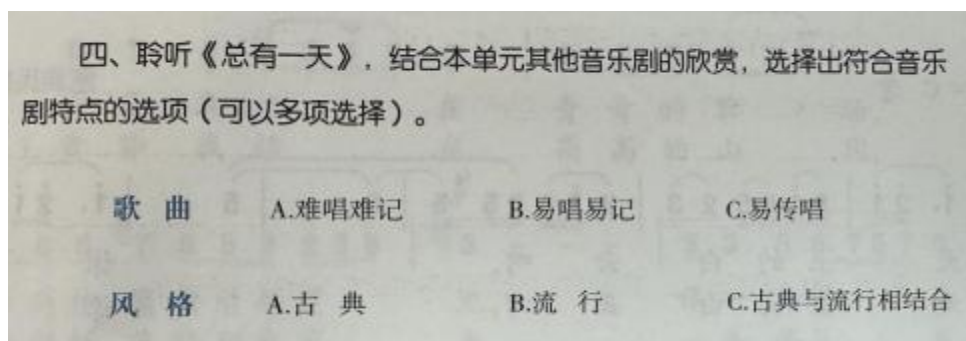 四、聆听《总有一天》，结合本单元其他音乐剧的欣赏，选择出符合音乐
剧特点的选项（可以多项选择）。
歌 曲 A.难唱难记 B.易唱易记 C.易传唱
风 格 A.古 典 B.流 行 C.古典与流行相结合